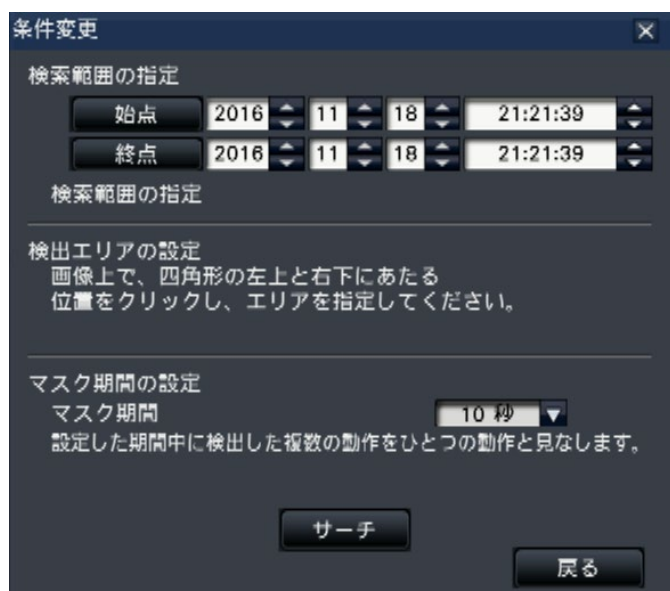 条件変更
検索範囲の指定
始点 2016 11 18 21:21:39
終点 2016 11 18 21:21:39
検索範囲の指定
検出エリアの設定
画像上で、四角形の左上と右下にあたる
位置をクリックし、エリアを指定してください。
マスク期間の設定
マスク期間 10 秒
設定した期間中に検出した複数の動作をひとつの動作と見なします。
サーチ
戻る